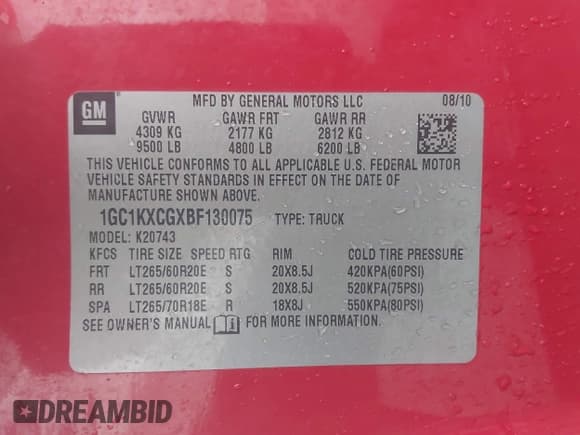 GM
MFD BY GENERAL MOTORS LLC 08/10
GVWR GAWR FRT GAWR RR
4309 KG 2177 KG 2812 KG
9500 LB 4800 LB 6200 LB
THIS VEHICLE CONFORMS TO ALL APPLICABLE U.S. FEDERAL MOTOR
VEHICLE SAFETY STANDARDS IN EFFECT ON THE DATE OF
MANUFACTURE SHOWN ABOVE.
1GC1KXCGXBF130075 TYPE: TRUCK
MODEL: K20743
KFCS TIRE SIZE SPEED RTG RIM COLD TIRE PRESSURE
FRT LT265/60R20E S 20X8.5J 420KPA(60PSI)
RR LT265/60R20E S 20X8.5J 520KPA(75PSI)
SPA LT265/70R18E R 18X8J 550KPA(80PSI)
SEE OWNER'S MANUAL FOR MORE INFORMATION.
DREAMBID